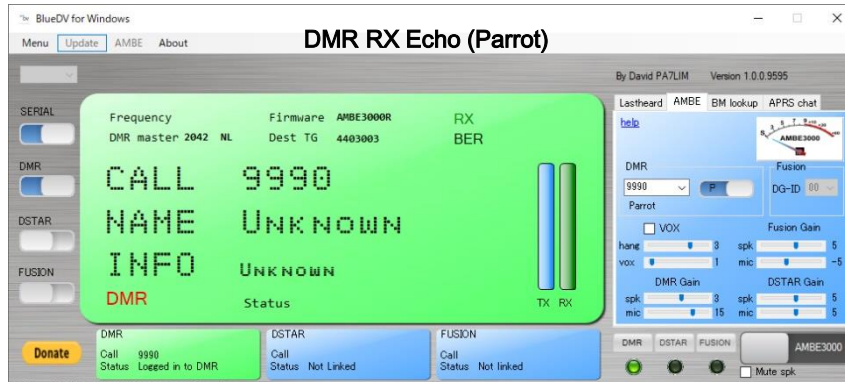 BlueDV for Windows
Menu Update AMBE About
DMR RX Echo (Parrot)
By David PA7LIM Version 1.0.0.9595
SERIAL
DMR
DSTAR
FUSION
Frequency Firmware AMBE3000R RX
DMR master 2042 NL Dest TG 4403003 BER
CALL 9990
NAME UNKNOWN
INFO UNKNOWN
DMR Status TX RX
Lastheard AMBE BM lookup APRS chat
help
AMBE3000
DMR Fusion
9990 P DG-ID 00
Parrot
VOX Fusion Gain
hang 3 spk 5
vox 1 mic -5
DMR Gain DSTAR Gain
spk 3 spk 5
mic 15 mic 5
Donate
DMR
Call 9990
Status Logged in to DMR
DSTAR
Call
Status Not Linked
FUSION
Call
Status Not linked
DMR DSTAR FUSION AMBE3000
Mute spk